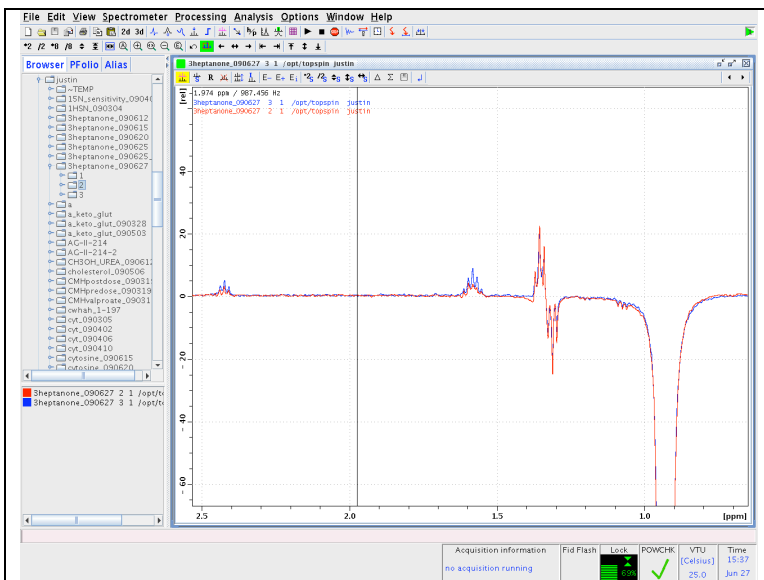 File Edit View Spectrometer Processing Analysis Options Window Help
2d 3d
*2 /2 *8 /8
Browser PFolio Alias
3heptanone_090627 3 1 /opt/topspin justin
justin
~TEMP
1HSN_090304
3heptanone_090612
3heptanone_090615
3heptanone_090620
3heptanone_090625
3heptanone_090625_
3heptanone_090627
1
2
3
a
a_keto_glut
a_keto_glut_090328
a_keto_glut_090503
AG-II-214
AG-II-214-2
CH3OH_UREA_09061
cholesterol_090506
CMHpostdose_09031
CMHpredose_090319
CMHvalproate_09031
cwhah_1-197
cyt_090305
cyt_090402
cyt_090406
cyt_090410
cytosine_090615
cytosine_090620
[rel]
1.974 ppm / 987.456 Hz
3heptanone_090627 3 1 /opt/topspin justin
3heptanone_090627 2 1 /opt/topspin justin
40
20
0
- 20
- 40
- 60
2.5 2.0 1.5 1.0 [ppm]
3heptanone_090627 2 1 /opt/t
3heptanone_090627 3 1 /opt/t
Acquisition information Fid Flash Lock POWCHK VTU Time
no acquisition running 69% [Celsius] 15:37
25.0 Jun 27